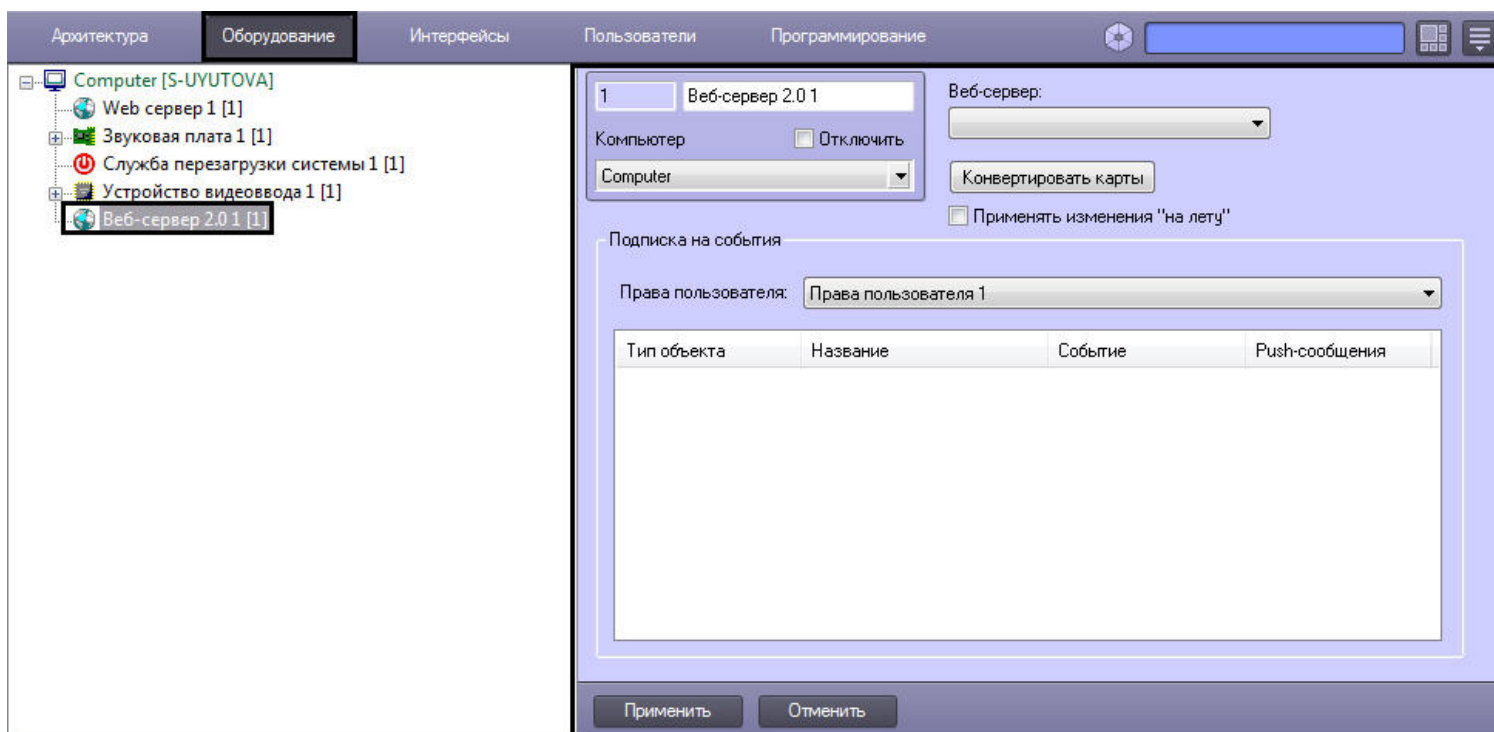 Архитектура Оборудование Интерфейсы Пользователи Программирование
Computer [S-UYUTOVA]
Web сервер 1 [1]
Звуковая плата 1 [1]
Служба перезагрузки системы 1 [1]
Устройство видеоввода 1 [1]
Веб-сервер 2.0 1 [1]
1 Веб-сервер 2.0 1
Компьютер Отключить
Computer
Веб-сервер:
Конвертировать карты
Применять изменения "на лету"
Подписка на события
Права пользователя: Права пользователя 1
Тип объекта Название Событие Push-сообщения
Применить Отменить